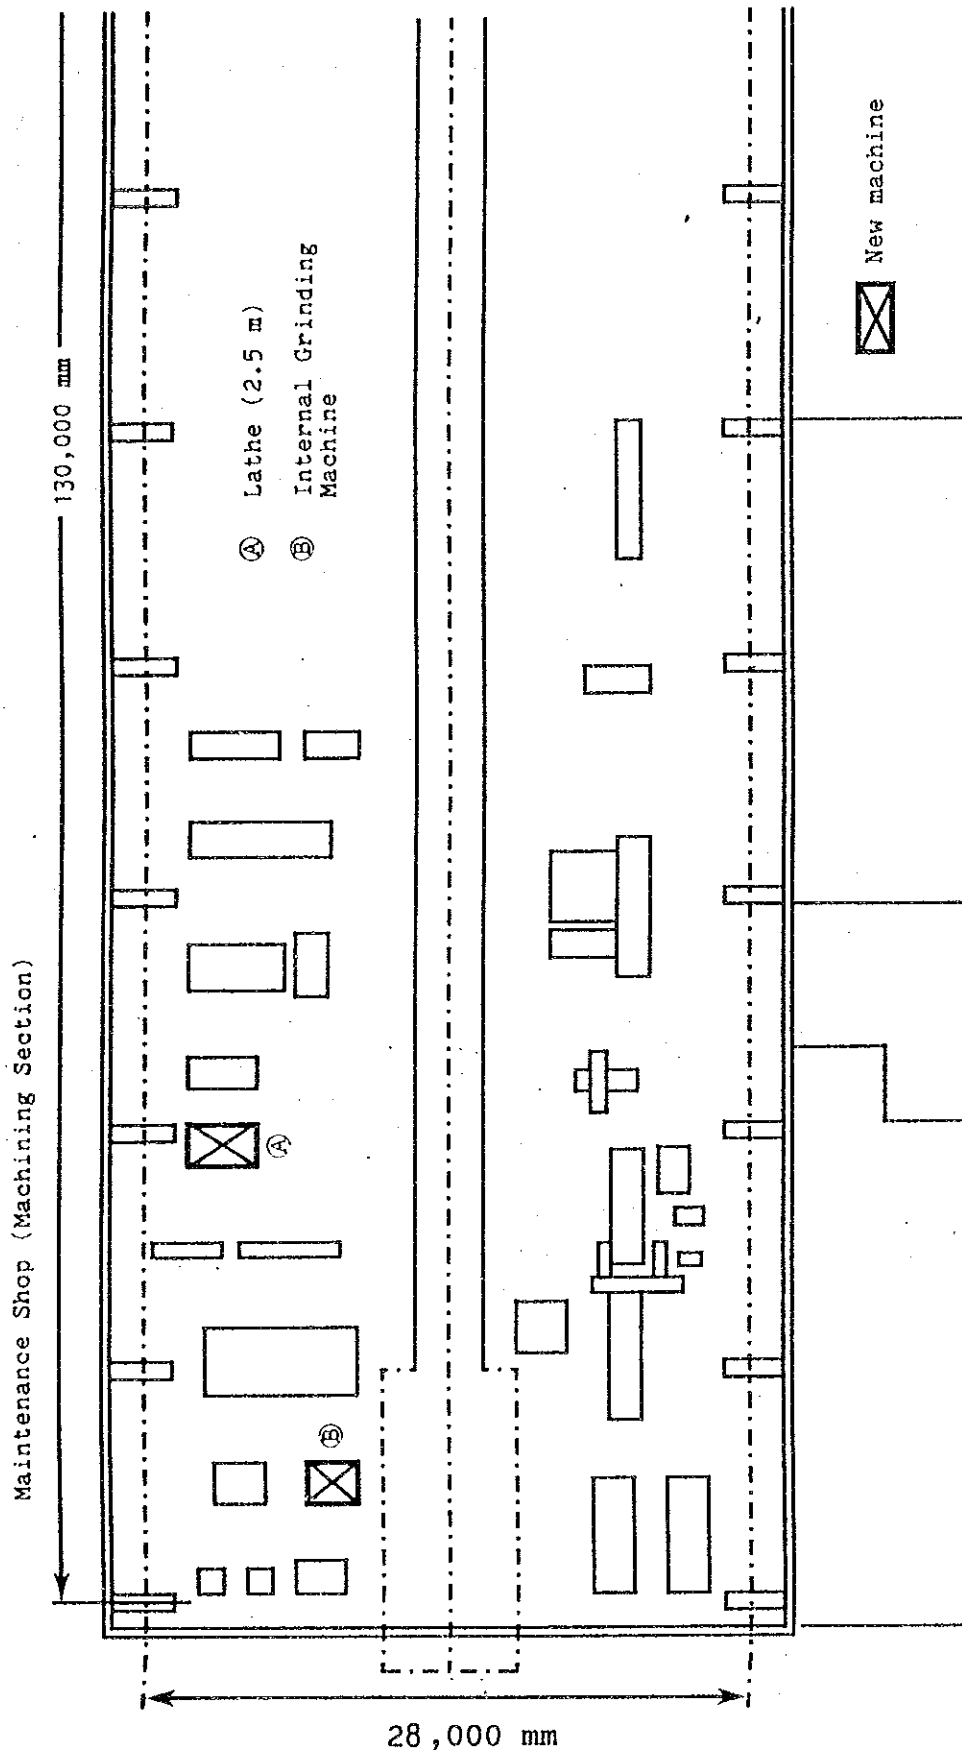 Maintenance Shop (Machining Section)
130,000 mm
Ⓐ Lathe (2.5 m)
Ⓑ Internal Grinding
Machine
New machine
Ⓐ
Ⓑ
28,000 mm